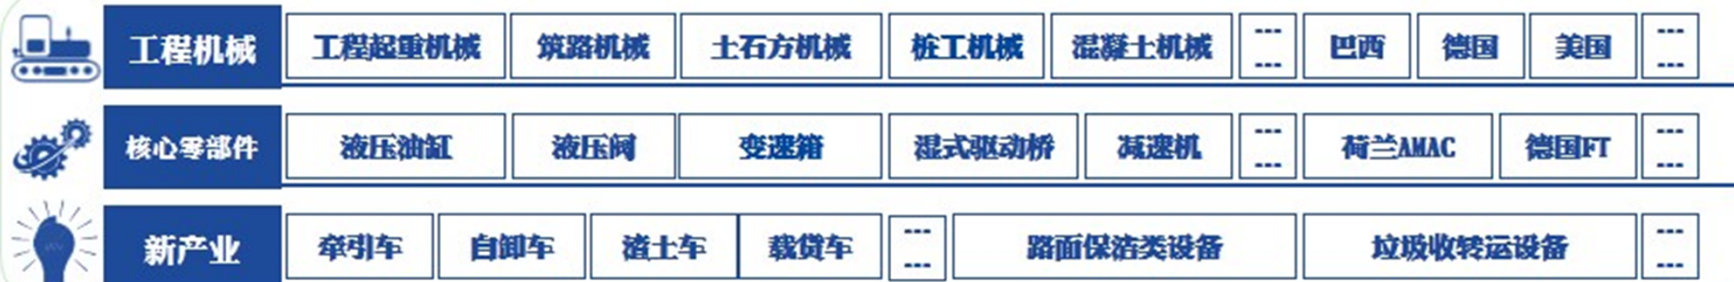 工程机械 工程起重机械 筑路机械 土石方机械 桩工机械 混凝土机械 --- --- 巴西 德国 美国 --- ---
核心零部件 液压油缸 液压阀 变速箱 湿式驱动桥 减速机 --- --- 荷兰AMAC 德国FT --- ---
新产业 牵引车 自卸车 渣土车 载货车 --- --- 路面保洁类设备 垃圾收转运设备 --- ---